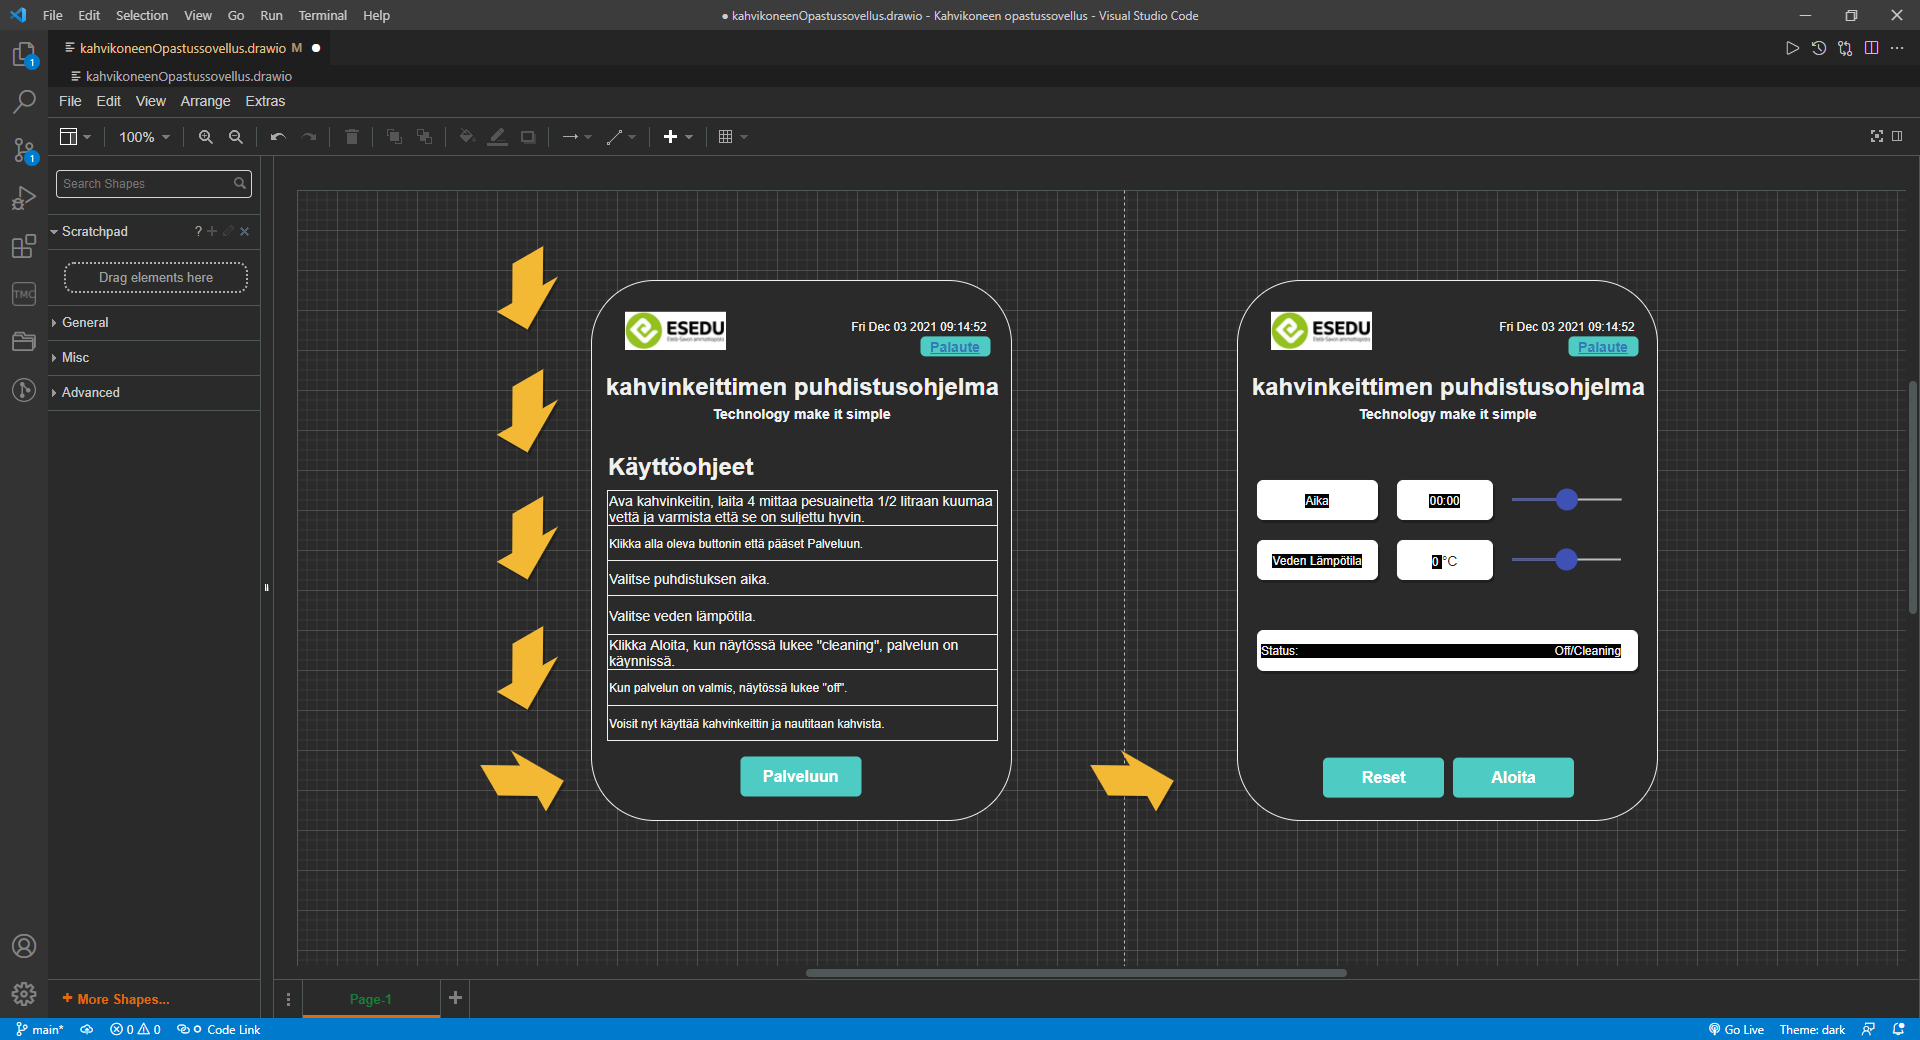 File Edit Selection View Go Run Terminal Help
● kahvikoneenOpastussovellus.drawio - Kahvikoneen opastussovellus - Visual Studio Code
kahvikoneenOpastussovellus.drawio M
kahvikoneenOpastussovellus.drawio
File Edit View Arrange Extras
100%
Search Shapes
Scratchpad ?
Drag elements here
General
Misc
Advanced
1
1
TMC
ESEDU
Fri Dec 03 2021 09:14:52
Palaute
kahvinkeittimen puhdistusohjelma
Technology make it simple
Käyttöohjeet
Ava kahvinkeitin, laita 4 mittaa pesuainetta 1/2 litraan kuumaa
vettä ja varmista että se on suljettu hyvin.
Klikka alla oleva buttonin että pääset Palveluun.
Valitse puhdistuksen aika.
Valitse veden lämpötila.
Klikka Aloita, kun näytössä lukee "cleaning", palvelun on
käynnissä.
Kun palvelun on valmis, näytössä lukee "off".
Voisit nyt käyttää kahvinkeittin ja nautitaan kahvista.
Palveluun
ESEDU
Fri Dec 03 2021 09:14:52
Palaute
kahvinkeittimen puhdistusohjelma
Technology make it simple
Aika 00:00
Veden Lämpötila 0 °C
Status: Off/Cleaning
Reset Aloita
+ More Shapes...
Page-1
main* 0 0 Code Link
Go Live Theme: dark